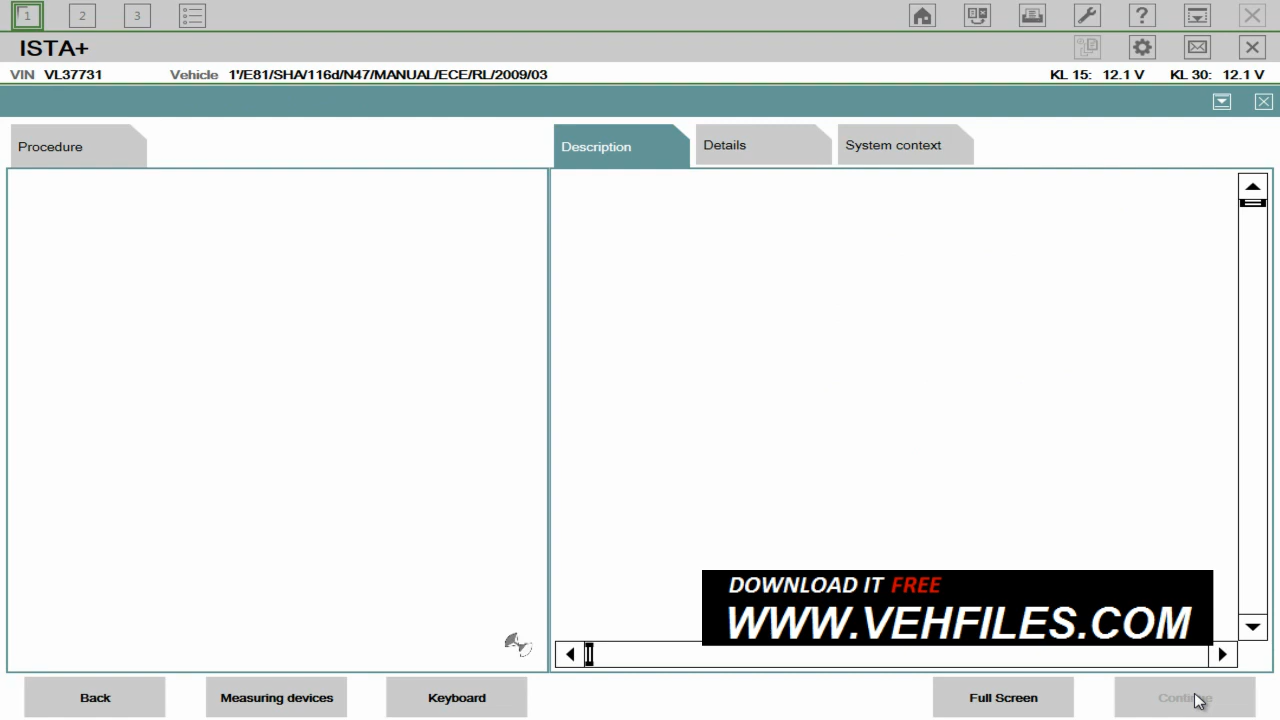 1 2 3 ?
ISTA+
VIN VL37731 Vehicle 1'/E81/SHA/116d/N47/MANUAL/ECE/RL/2009/03 KL 15: 12.1 V KL 30: 12.1 V
Procedure Description Details System context
DOWNLOAD IT FREE
WWW.VEHFILES.COM
Back Measuring devices Keyboard Full Screen Continue